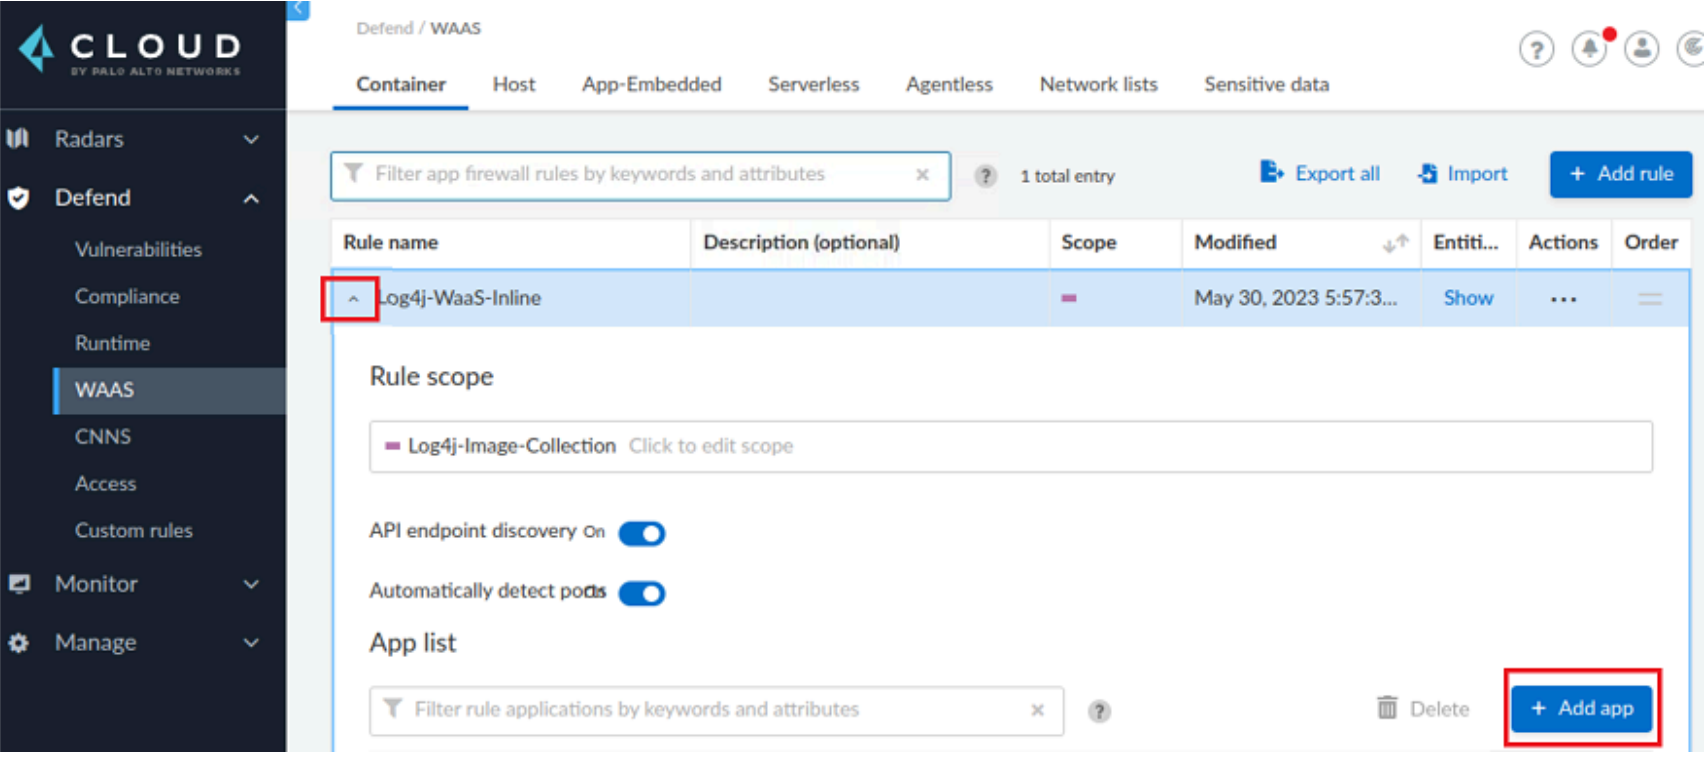 CLOUD
BY PALO ALTO NETWORKS
Radars
Defend
Vulnerabilities
Compliance
Runtime
WAAS
CNNS
Access
Custom rules
Monitor
Manage
Defend / WAAS
Container Host App-Embedded Serverless Agentless Network lists Sensitive data
Filter app firewall rules by keywords and attributes × ? 1 total entry Export all Import + Add rule
Rule name Description (optional) Scope Modified Entiti... Actions Order
Log4j-WaaS-Inline May 30, 2023 5:57:3... Show ...
Rule scope
Log4j-Image-Collection Click to edit scope
API endpoint discovery On
Automatically detect ports
App list
Filter rule applications by keywords and attributes × ? Delete + Add app